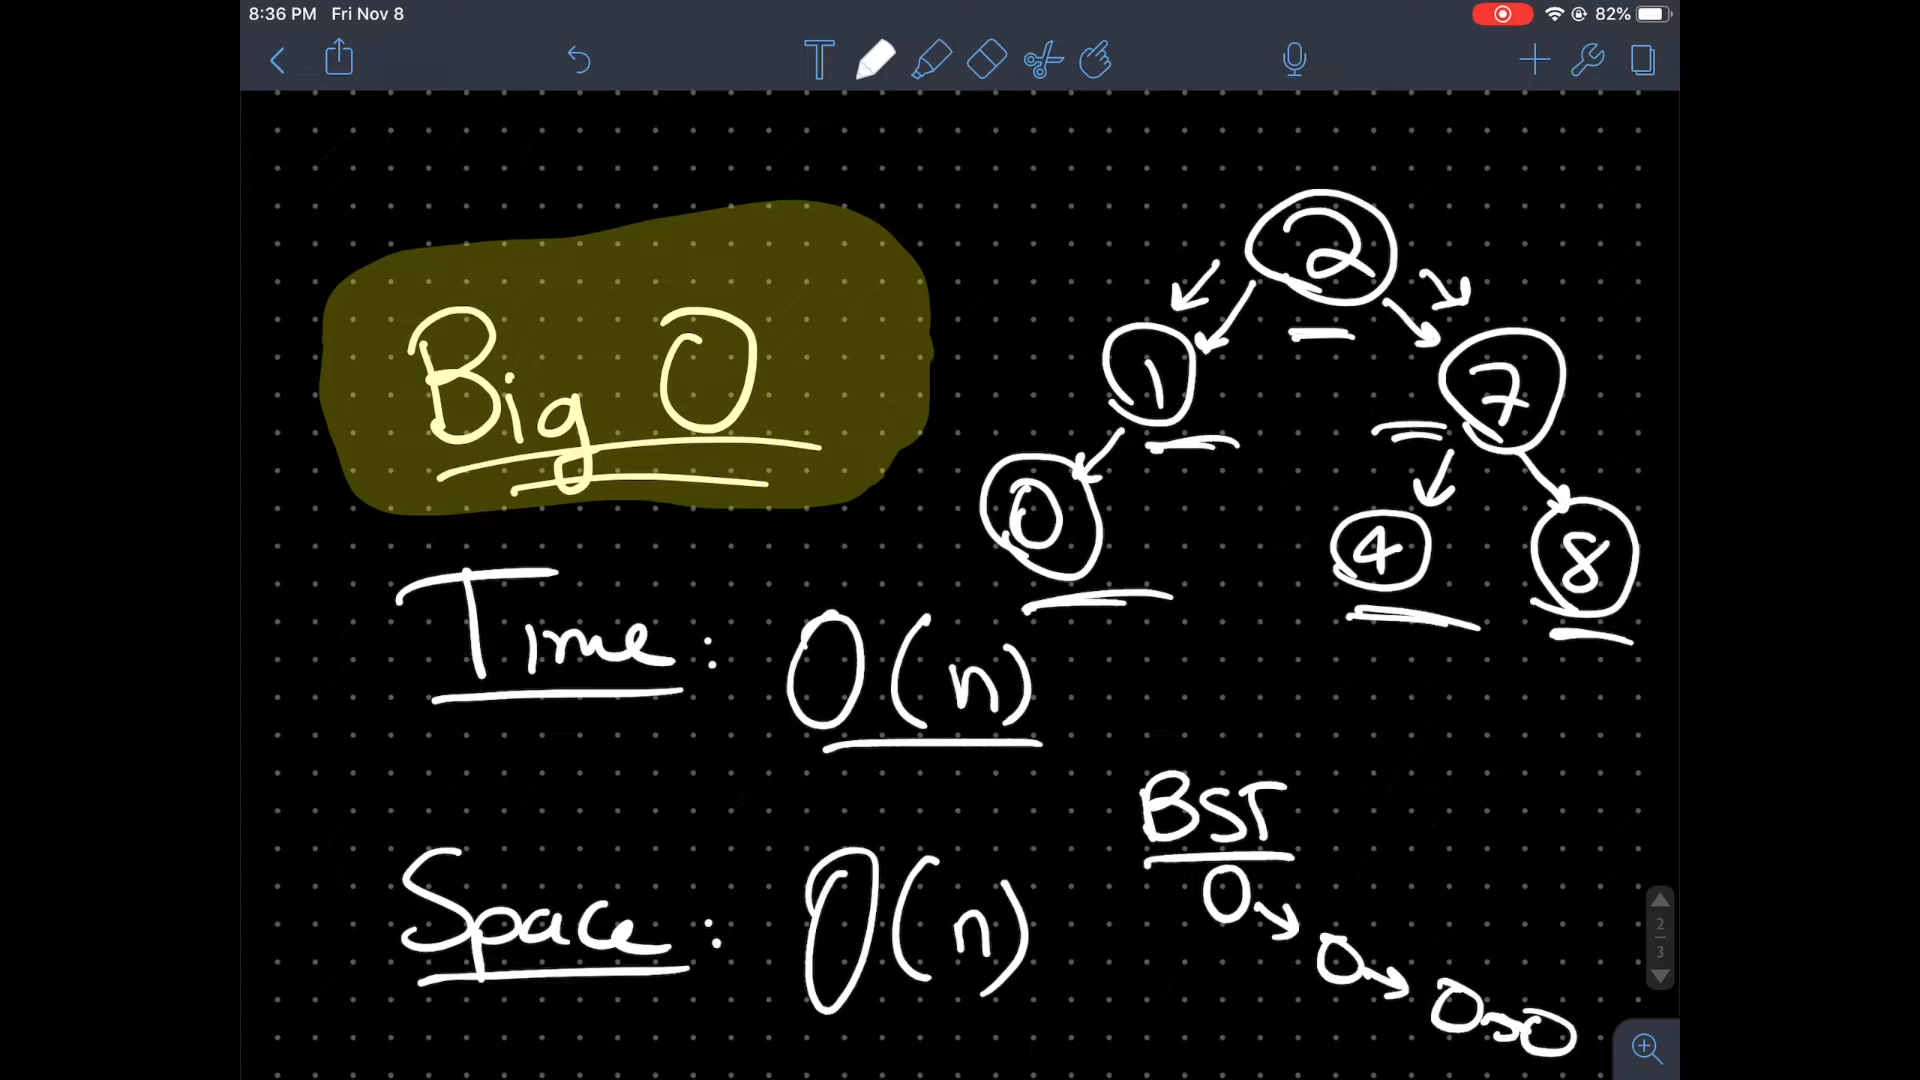 8:36 PM Fri Nov 8
82%
Big O
2
1
7
0
4
8
Time: O(n)
BST
Space: O(n)
2
3